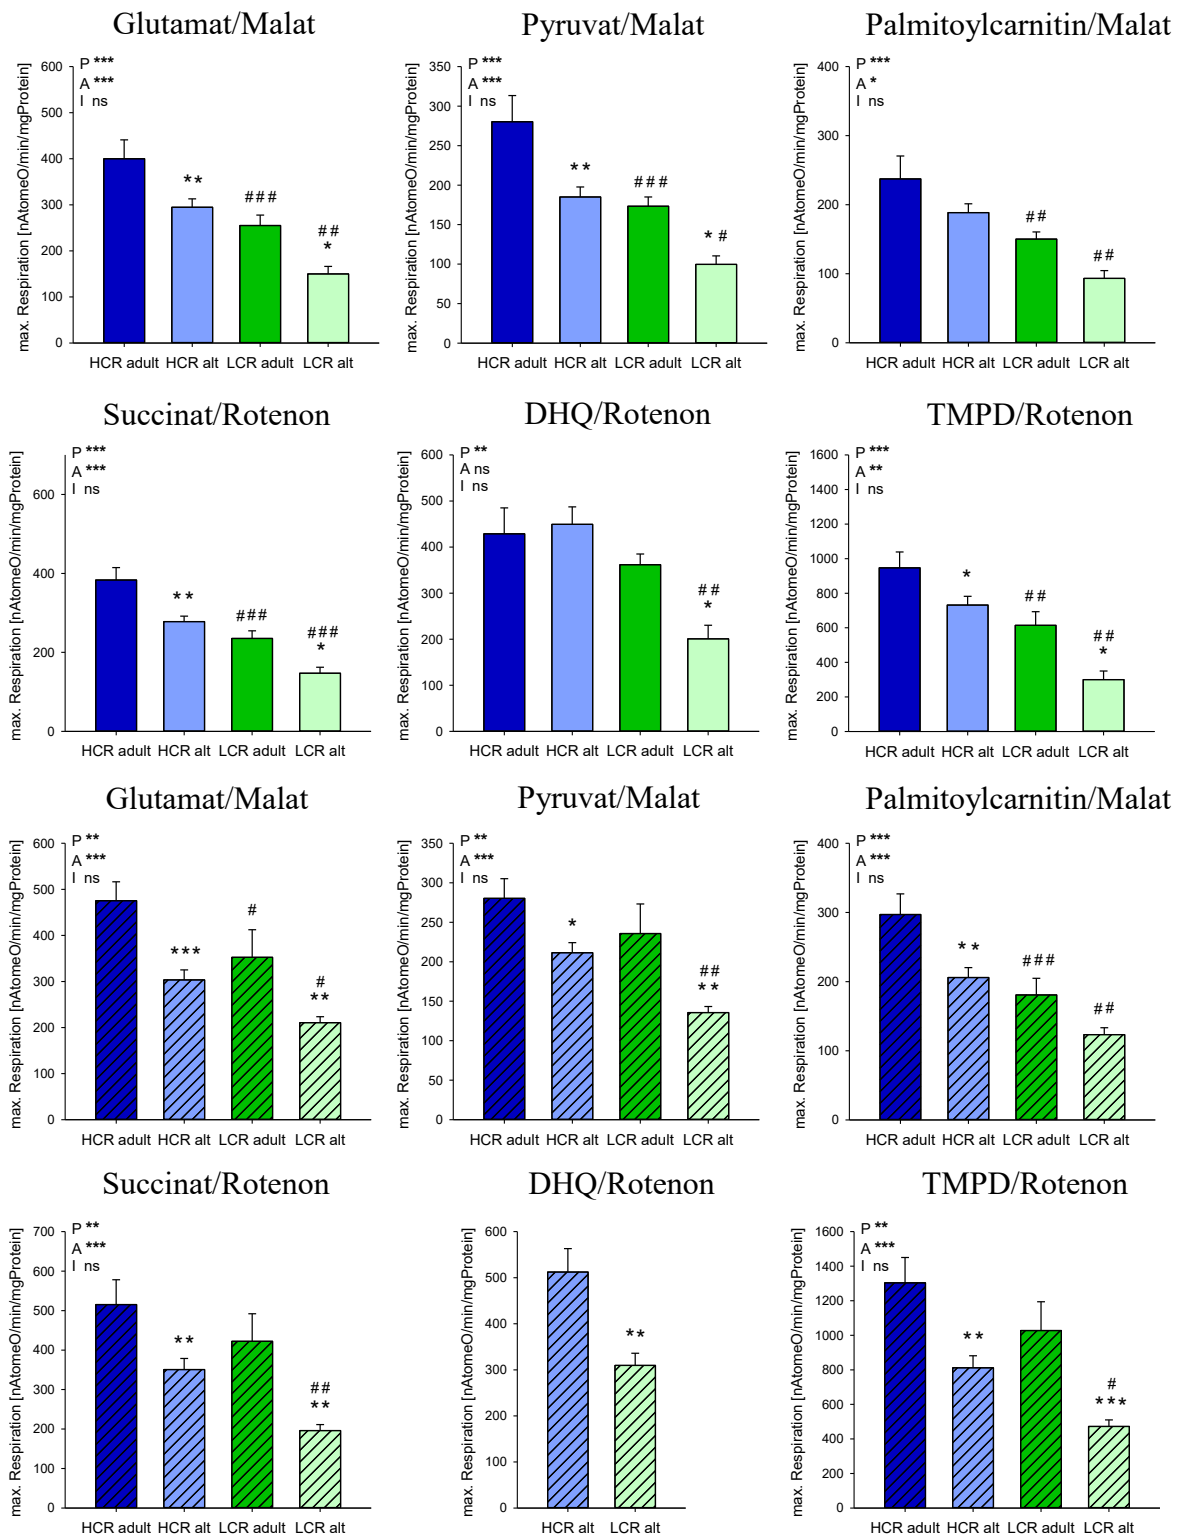 Glutamat/Malat
max. Respiration [nAtomeO/min/mgProtein]
P ***
A ***
I ns
600
500
400
300
200
100
0
**
###
##
*
HCR adult HCR alt LCR adult LCR alt
Pyruvat/Malat
max. Respiration [nAtomeO/min/mgProtein]
P ***
A ***
I ns
350
300
250
200
150
100
50
0
**
###
* #
HCR adult HCR alt LCR adult LCR alt
Palmitoylcarnitin/Malat
max. Respiration [nAtomeO/min/mgProtein]
P ***
A *
I ns
400
300
200
100
0
##
##
HCR adult HCR alt LCR adult LCR alt
Succinat/Rotenon
max. Respiration [nAtomeO/min/mgProtein]
P ***
A ***
I ns
600
400
200
0
**
###
###
*
HCR adult HCR alt LCR adult LCR alt
DHQ/Rotenon
max. Respiration [nAtomeO/min/mgProtein]
P **
A ns
I ns
600
500
400
300
200
100
0
##
*
HCR adult HCR alt LCR adult LCR alt
TMPD/Rotenon
max. Respiration [nAtomeO/min/mgProtein]
P ***
A **
I ns
1600
1400
1200
1000
800
600
400
200
0
*
##
##
*
HCR adult HCR alt LCR adult LCR alt
Glutamat/Malat
max. Respiration [nAtomeO/min/mgProtein]
P **
A ***
I ns
600
500
400
300
200
100
0
***
#
#
**
HCR adult HCR alt LCR adult LCR alt
Pyruvat/Malat
max. Respiration [nAtomeO/min/mgProtein]
P **
A ***
I ns
350
300
250
200
150
100
50
0
*
##
**
HCR adult HCR alt LCR adult LCR alt
Palmitoylcarnitin/Malat
max. Respiration [nAtomeO/min/mgProtein]
P ***
A ***
I ns
400
300
200
100
0
**
###
##
HCR adult HCR alt LCR adult LCR alt
Succinat/Rotenon
max. Respiration [nAtomeO/min/mgProtein]
P **
A ***
I ns
700
600
500
400
300
200
100
0
**
##
**
HCR adult HCR alt LCR adult LCR alt
DHQ/Rotenon
max. Respiration [nAtomeO/min/mgProtein]
600
500
400
300
200
100
0
**
HCR alt LCR alt
TMPD/Rotenon
max. Respiration [nAtomeO/min/mgProtein]
P **
A ***
I ns
1600
1400
1200
1000
800
600
400
200
0
**
#
***
HCR adult HCR alt LCR adult LCR alt